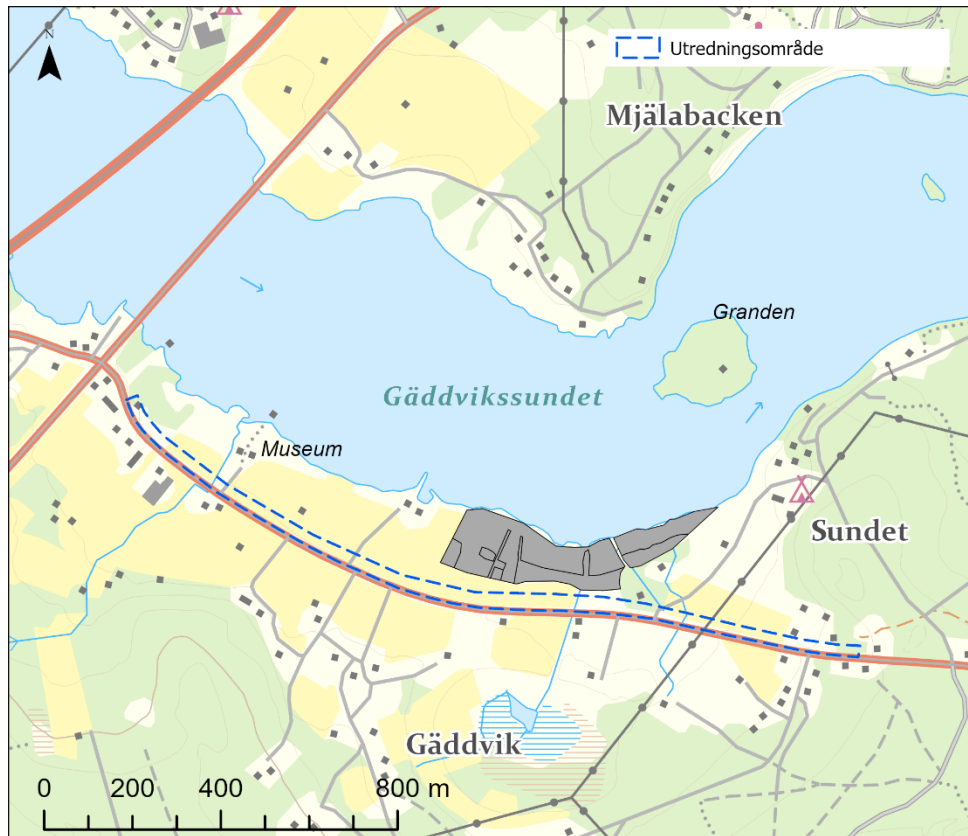 N
Utredningsområde
Mjälabacken
Granden
Gäddvikssundet
Museum
Sundet
Gäddvik
0 200 400 800 m